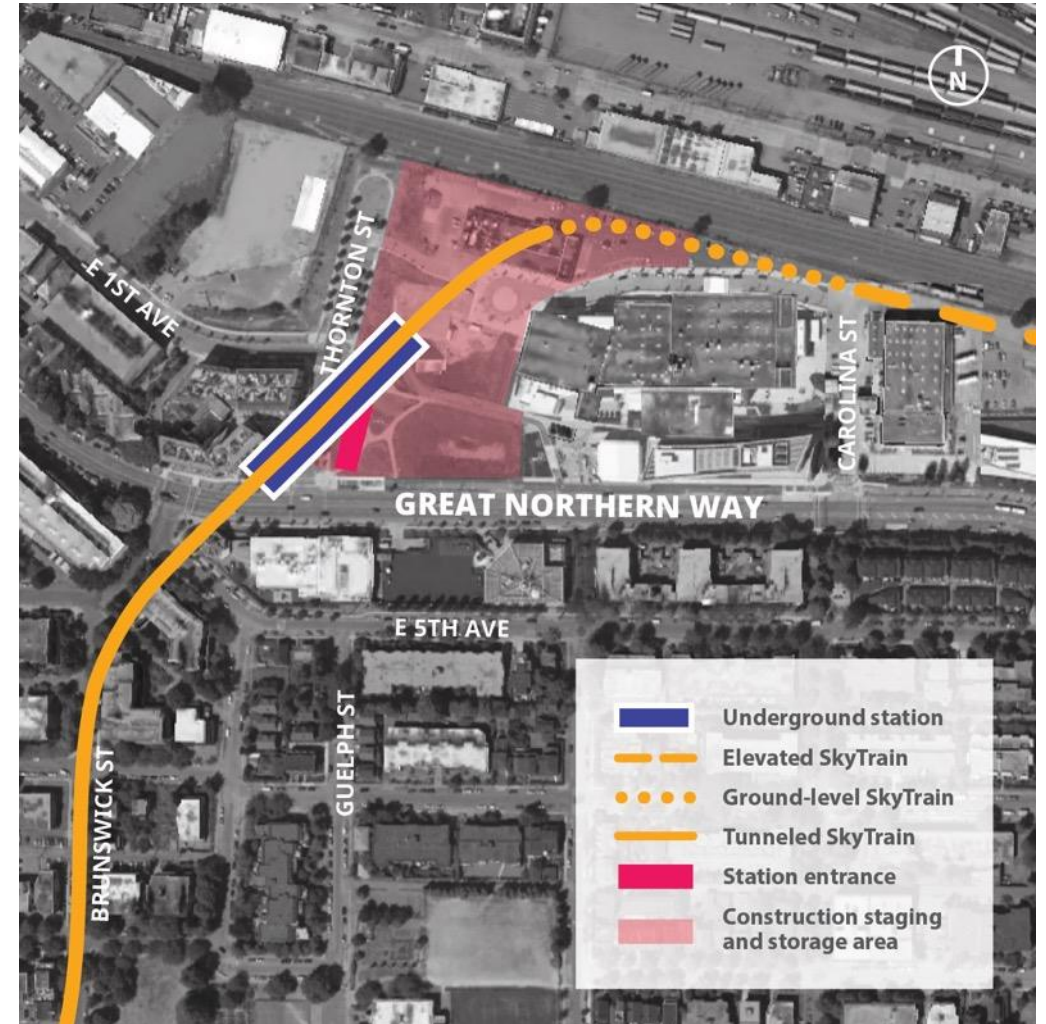 N
THORNTON ST
E 1ST AVE
CAROLINA ST
GREAT NORTHERN WAY
E 5TH AVE
GUELPH ST
BRUNSWICK ST
Underground station
Elevated SkyTrain
Ground-level SkyTrain
Tunneled SkyTrain
Station entrance
Construction staging
and storage area